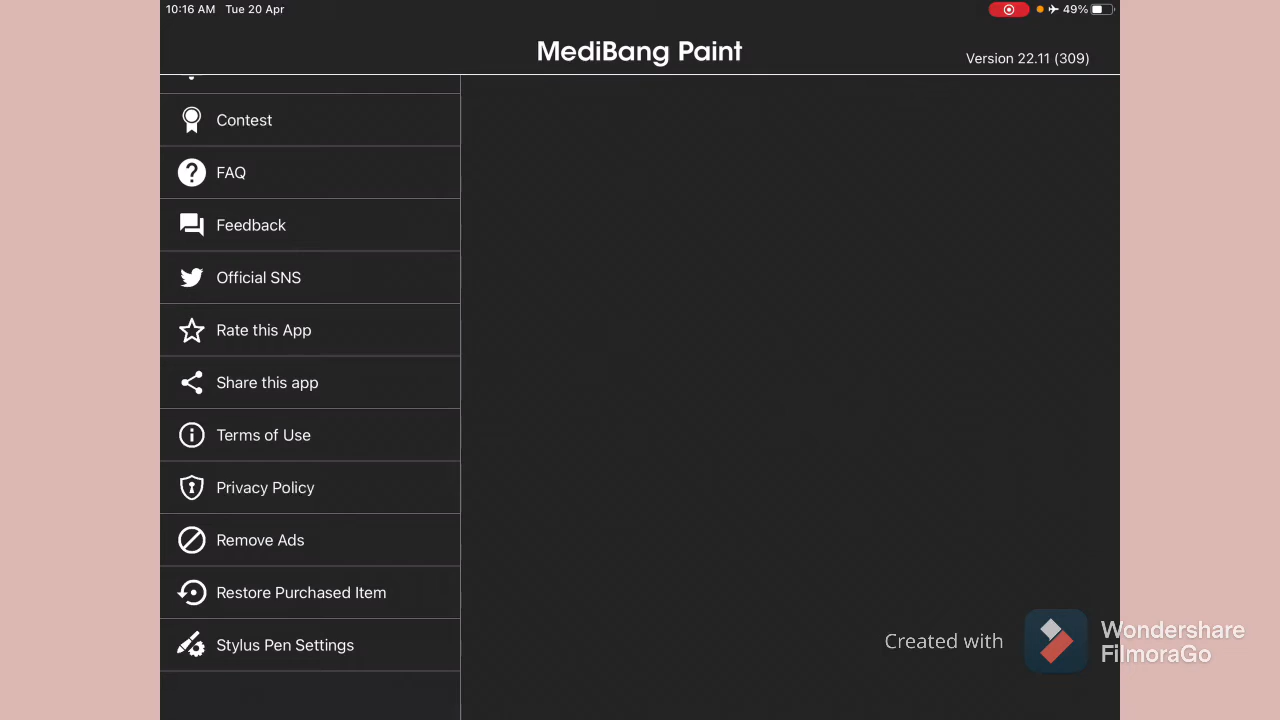 10:16 AM Tue 20 Apr 49%
MediBang Paint
Version 22.11 (309)
Contest
FAQ
Feedback
Official SNS
Rate this App
Share this app
Terms of Use
Privacy Policy
Remove Ads
Restore Purchased Item
Stylus Pen Settings
Created with Wondershare FilmoraGo